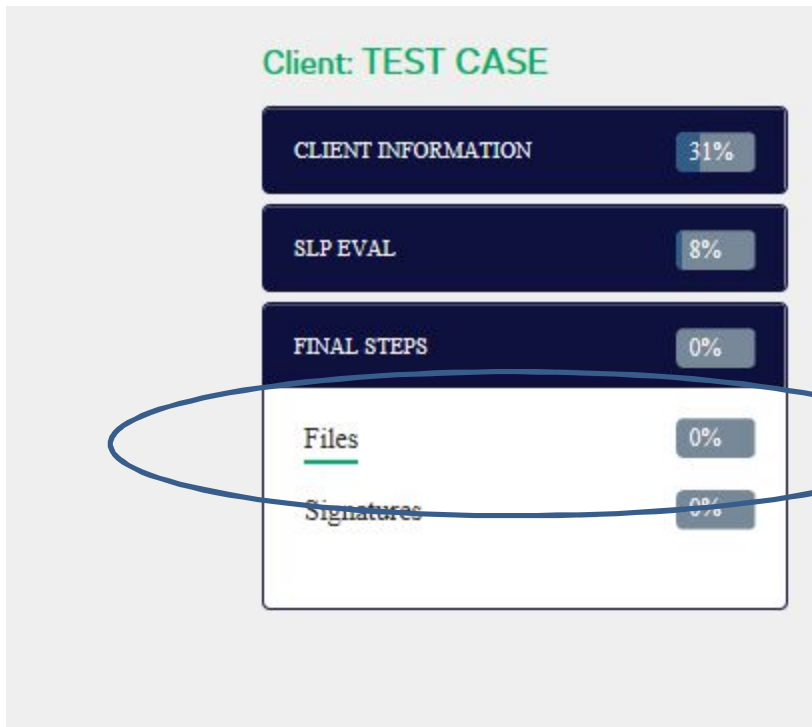 Client: TEST CASE
CLIENT INFORMATION 31%
SLP EVAL 8%
FINAL STEPS 0%
Files 0%
Signatures 0%